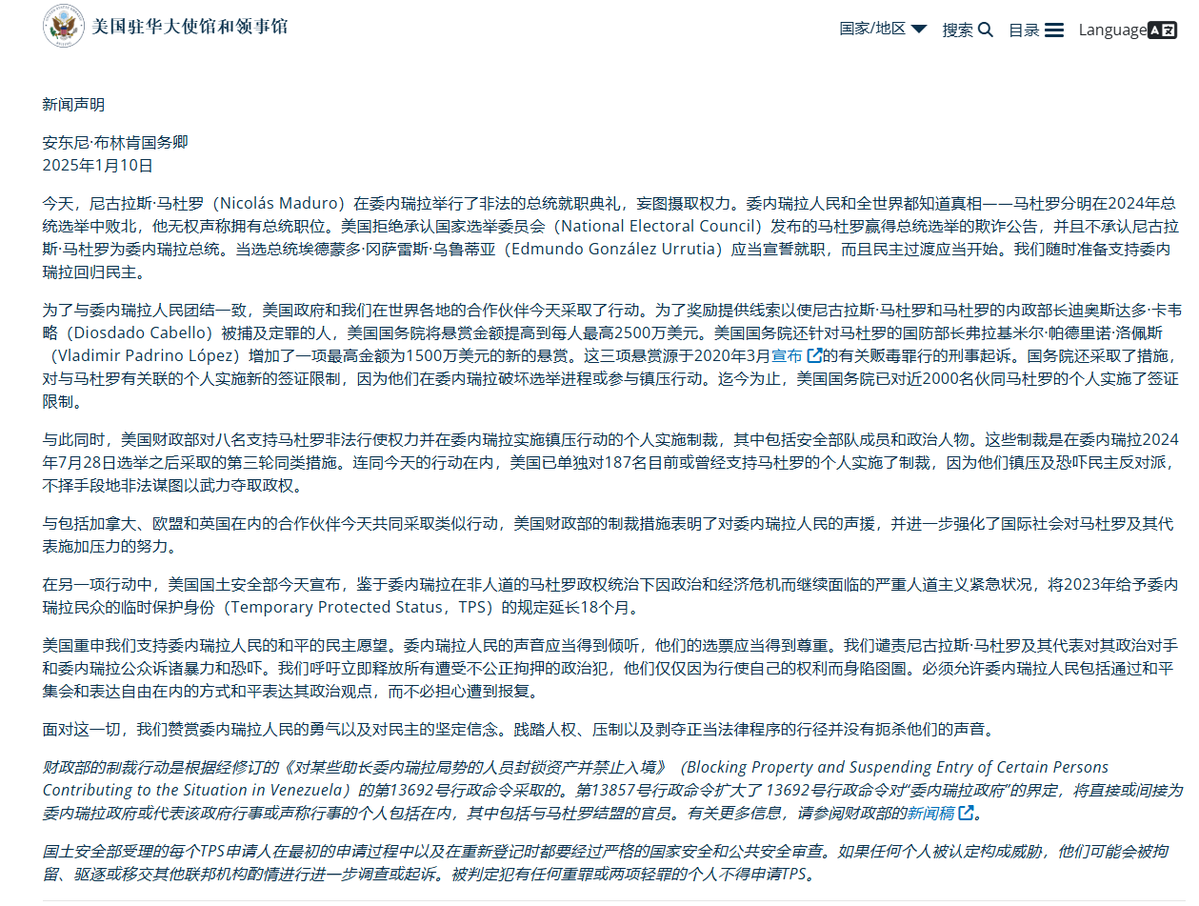 美国驻华大使馆和领事馆
国家/地区 搜索 目录 Language
新闻声明
安东尼·布林肯国务卿
2025年1月10日
今天，尼古拉斯·马杜罗（Nicolás Maduro）在委内瑞拉举行了非法的总统就职典礼，妄图摄取权力。委内瑞拉人民和全世界都知道真相——马杜罗分明在2024年总
统选举中败北，他无权声称拥有总统职位。美国拒绝承认国家选举委员会（National Electoral Council）发布的马杜罗赢得总统选举的欺诈公告，并且不承认尼古拉
斯·马杜罗为委内瑞拉总统。当选总统埃德蒙多·冈萨雷斯·乌鲁蒂亚（Edmundo González Urrutia）应当宣誓就职，而且民主过渡应当开始。我们随时准备支持委内
瑞拉回归民主。
为了与委内瑞拉人民团结一致，美国政府和我们在世界各地的合作伙伴今天采取了行动。为了奖励提供线索以使尼古拉斯·马杜罗和马杜罗的内政部长迪奥斯达多·卡韦
略（Diosdado Cabello）被捕及定罪的人，美国国务院将悬赏金额提高到每人最高2500万美元。美国国务院还针对马杜罗的国防部长弗拉基米尔·帕德里诺·洛佩斯
（Vladimir Padrino López）增加了一项最高金额为1500万美元的新的悬赏。这三项悬赏源于2020年3月宣布的有关贩毒罪行的刑事起诉。国务院还采取了措施，
对与马杜罗有关联的个人实施新的签证限制，因为他们在委内瑞拉破坏选举进程或参与镇压行动。迄今为止，美国国务院已对近2000名伙同马杜罗的个人实施了签证
限制。
与此同时，美国财政部对八名支持马杜罗非法行使权力并在委内瑞拉实施镇压行动的个人实施制裁，其中包括安全部队成员和政治人物。这些制裁是在委内瑞拉2024
年7月28日选举之后采取的第三轮同类措施。连同今天的行动在内，美国已单独对187名目前或曾经支持马杜罗的个人实施了制裁，因为他们镇压及恐吓民主反对派，
不择手段地非法谋图以武力夺取政权。
与包括加拿大、欧盟和英国在内的合作伙伴今天共同采取类似行动，美国财政部的制裁措施表明了对委内瑞拉人民的声援，并进一步强化了国际社会对马杜罗及其代
表施加压力的努力。
在另一项行动中，美国国土安全部今天宣布，鉴于委内瑞拉在非人道的马杜罗政权统治下因政治和经济危机而继续面临的严重人道主义紧急状况，将2023年给予委内
瑞拉民众的临时保护身份（Temporary Protected Status，TPS）的规定延长18个月。
美国重申我们支持委内瑞拉人民的和平的民主愿望。委内瑞拉人民的声音应当得到倾听，他们的选票应当得到尊重。我们谴责尼古拉斯·马杜罗及其代表对其政治对手
和委内瑞拉公众诉诸暴力和恐吓。我们呼吁立即释放所有遭受不公正拘押的政治犯，他们仅仅因为行使自己的权利而身陷囹圄。必须允许委内瑞拉人民包括通过和平
集会和表达自由在内的方式和平表达其政治观点，而不必担心遭到报复。
面对这一切，我们赞赏委内瑞拉人民的勇气以及对民主的坚定信念。践踏人权、压制以及剥夺正当法律程序的行径并没有扼杀他们的声音。
财政部的制裁行动是根据经修订的《对某些助长委内瑞拉局势的人员封锁资产并禁止入境》（Blocking Property and Suspending Entry of Certain Persons
Contributing to the Situation in Venezuela）的第13692号行政命令采取的。第13857号行政命令扩大了 13692号行政命令对“委内瑞拉政府”的界定，将直接或间接为
委内瑞拉政府或代表该政府行事或声称行事的个人包括在内，其中包括与马杜罗结盟的官员。有关更多信息，请参阅财政部的新闻稿。
国土安全部受理的每个TPS申请人在最初的申请过程中以及在重新登记时都要经过严格的国家安全和公共安全审查。如果任何个人被认定构成威胁，他们可能会被拘
留、驱逐或移交其他联邦机构酌情进行进一步调查或起诉。被判定犯有任何重罪或两项轻罪的个人不得申请TPS。